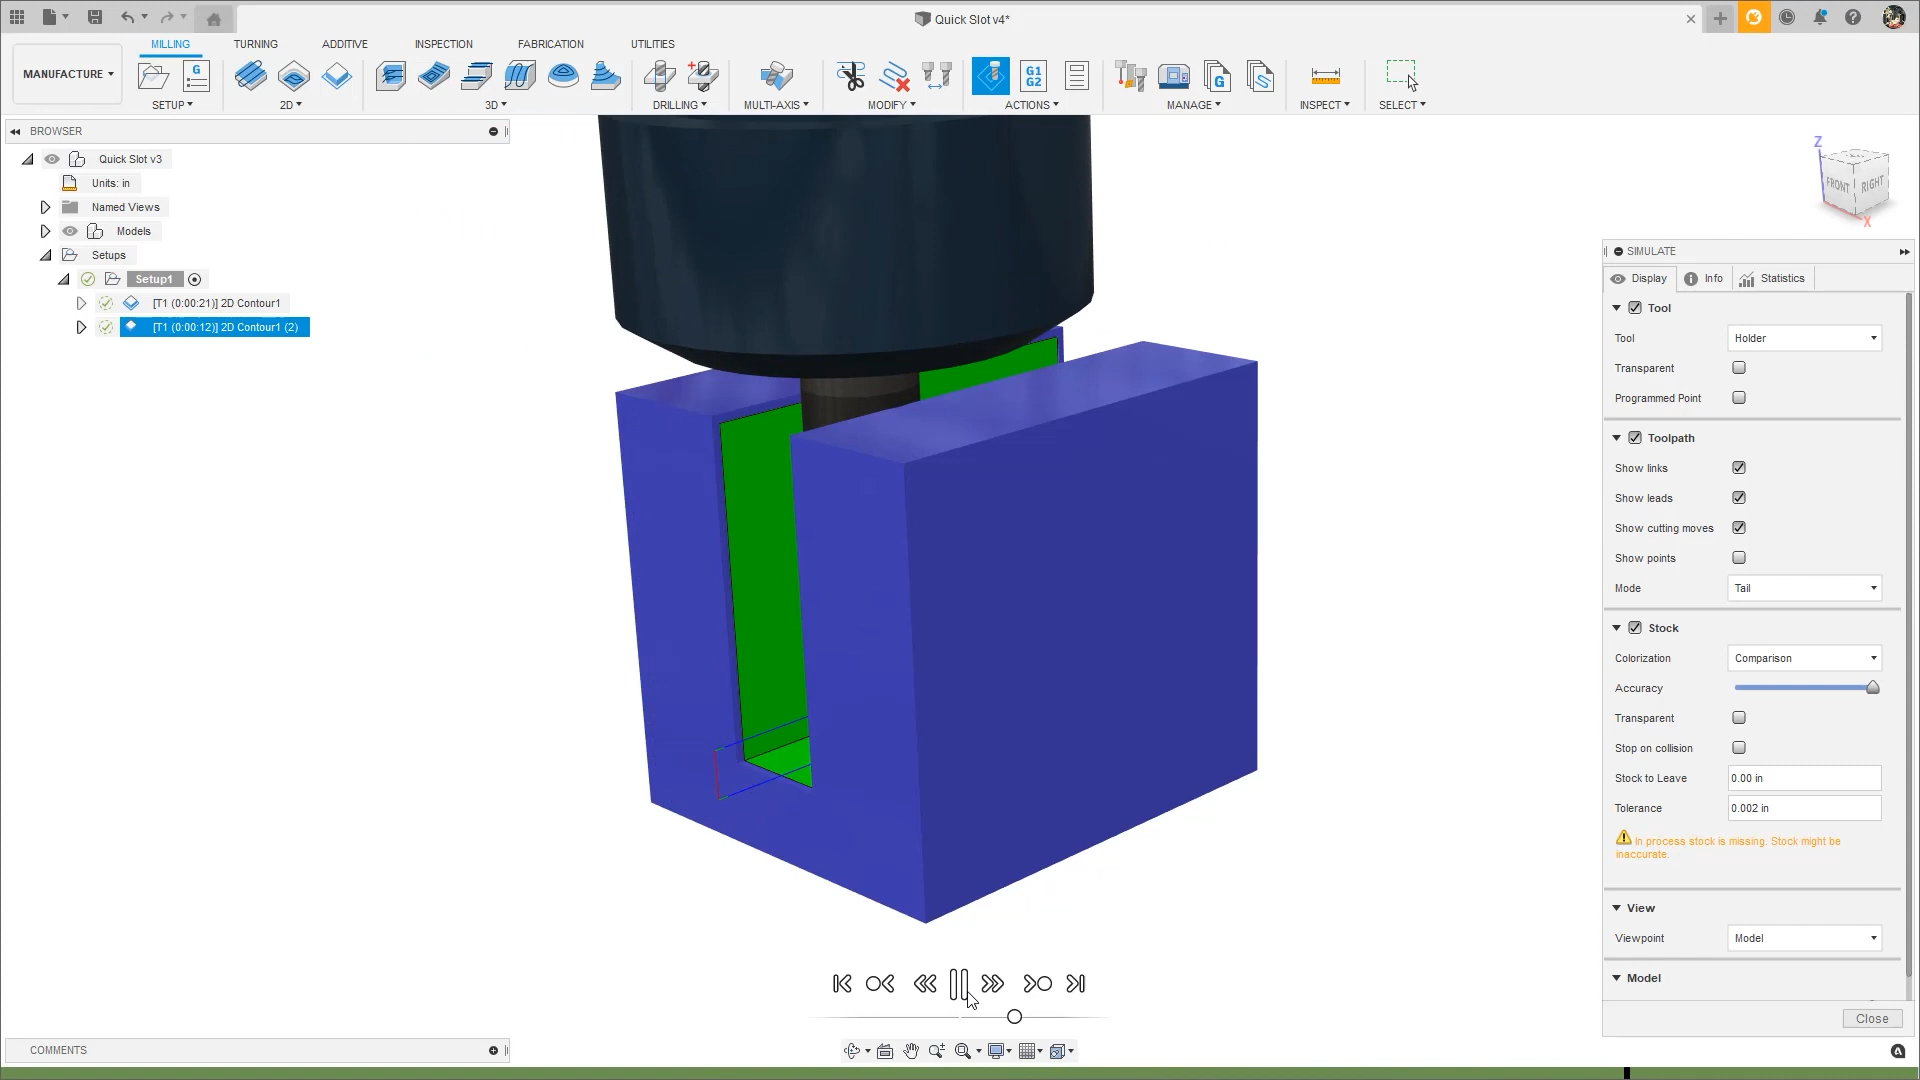 Quick Slot v4*
MANUFACTURE
MILLING
TURNING
ADDITIVE
INSPECTION
FABRICATION
UTILITIES
G
G1
G2
G
SETUP
2D
3D
DRILLING
MULTI-AXIS
MODIFY
ACTIONS
MANAGE
INSPECT
SELECT
BROWSER
Quick Slot v3
Units: in
Named Views
Models
Setups
Setup1
[T1 (0:00:21)] 2D Contour1
[T1 (0:00:12)] 2D Contour1 (2)
Z
FRONT
RIGHT
X
SIMULATE
Display
Info
Statistics
Tool
Tool
Holder
Transparent
Programmed Point
Toolpath
Show links
Show leads
Show cutting moves
Show points
Mode
Tail
Stock
Colorization
Comparison
Accuracy
Transparent
Stop on collision
Stock to Leave
0.00 in
Tolerance
0.002 in
In process stock is missing. Stock might be
inaccurate.
View
Viewpoint
Model
Model
Close
COMMENTS